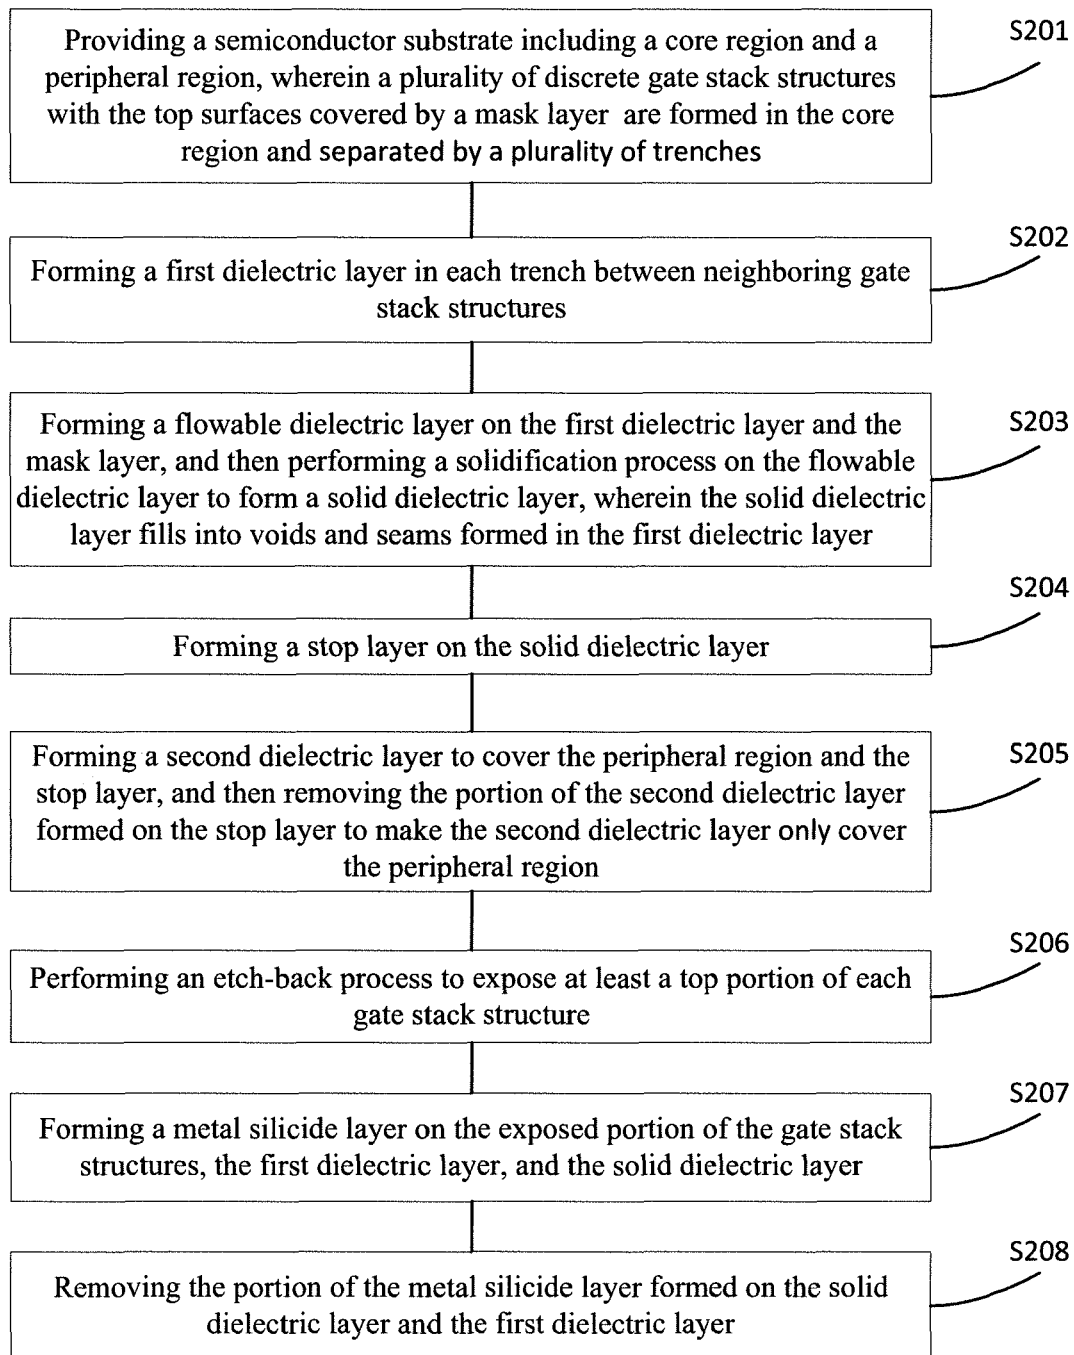 S201
Providing a semiconductor substrate including a core region and a
peripheral region, wherein a plurality of discrete gate stack structures
with the top surfaces covered by a mask layer are formed in the core
region and separated by a plurality of trenches
S202
Forming a first dielectric layer in each trench between neighboring gate
stack structures
S203
Forming a flowable dielectric layer on the first dielectric layer and the
mask layer, and then performing a solidification process on the flowable
dielectric layer to form a solid dielectric layer, wherein the solid dielectric
layer fills into voids and seams formed in the first dielectric layer
S204
Forming a stop layer on the solid dielectric layer
S205
Forming a second dielectric layer to cover the peripheral region and the
stop layer, and then removing the portion of the second dielectric layer
formed on the stop layer to make the second dielectric layer only cover
the peripheral region
S206
Performing an etch-back process to expose at least a top portion of each
gate stack structure
S207
Forming a metal silicide layer on the exposed portion of the gate stack
structures, the first dielectric layer, and the solid dielectric layer
S208
Removing the portion of the metal silicide layer formed on the solid
dielectric layer and the first dielectric layer